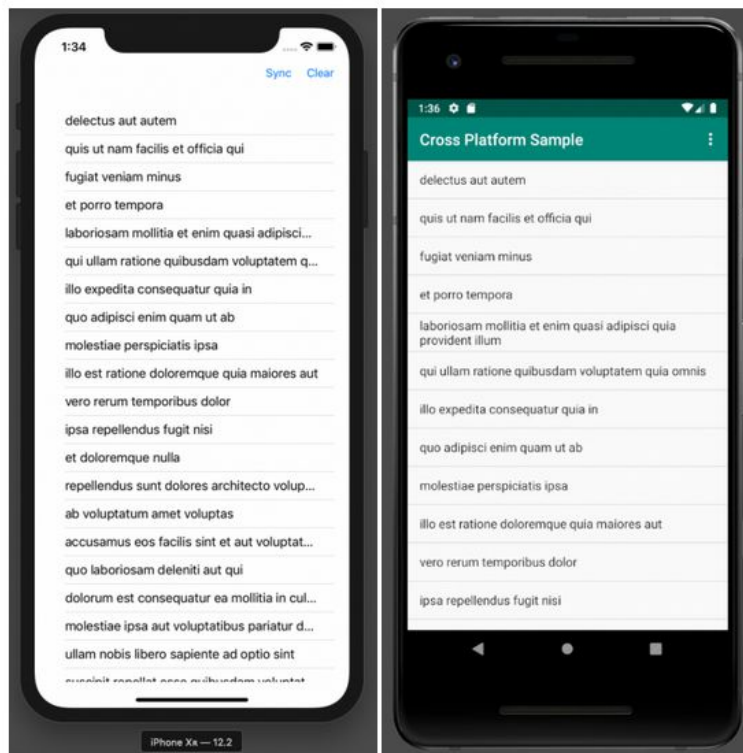 1:34
Sync Clear
delectus aut autem
quis ut nam facilis et officia qui
fugiat veniam minus
et porro tempora
laboriosam mollitia et enim quasi adipisci...
qui ullam ratione quibusdam voluptatem q...
illo expedita consequatur quia in
quo adipisci enim quam ut ab
molestiae perspiciatis ipsa
illo est ratione doloremque quia maiores aut
vero rerum temporibus dolor
ipsa repellendus fugit nisi
et doloremque nulla
repellendus sunt dolores architecto volup...
ab voluptatum amet voluptas
accusamus eos facilis sint et aut voluptat...
quo laboriosam deleniti aut qui
dolorum est consequatur ea mollitia in cul...
molestiae ipsa aut voluptatibus pariatur d...
ullam nobis libero sapiente ad optio sint
suscipit repellat esse quibusdam voluptat
iPhone Xʀ — 12.2
1:36
Cross Platform Sample
delectus aut autem
quis ut nam facilis et officia qui
fugiat veniam minus
et porro tempora
laboriosam mollitia et enim quasi adipisci quia
provident illum
qui ullam ratione quibusdam voluptatem quia omnis
illo expedita consequatur quia in
quo adipisci enim quam ut ab
molestiae perspiciatis ipsa
illo est ratione doloremque quia maiores aut
vero rerum temporibus dolor
ipsa repellendus fugit nisi